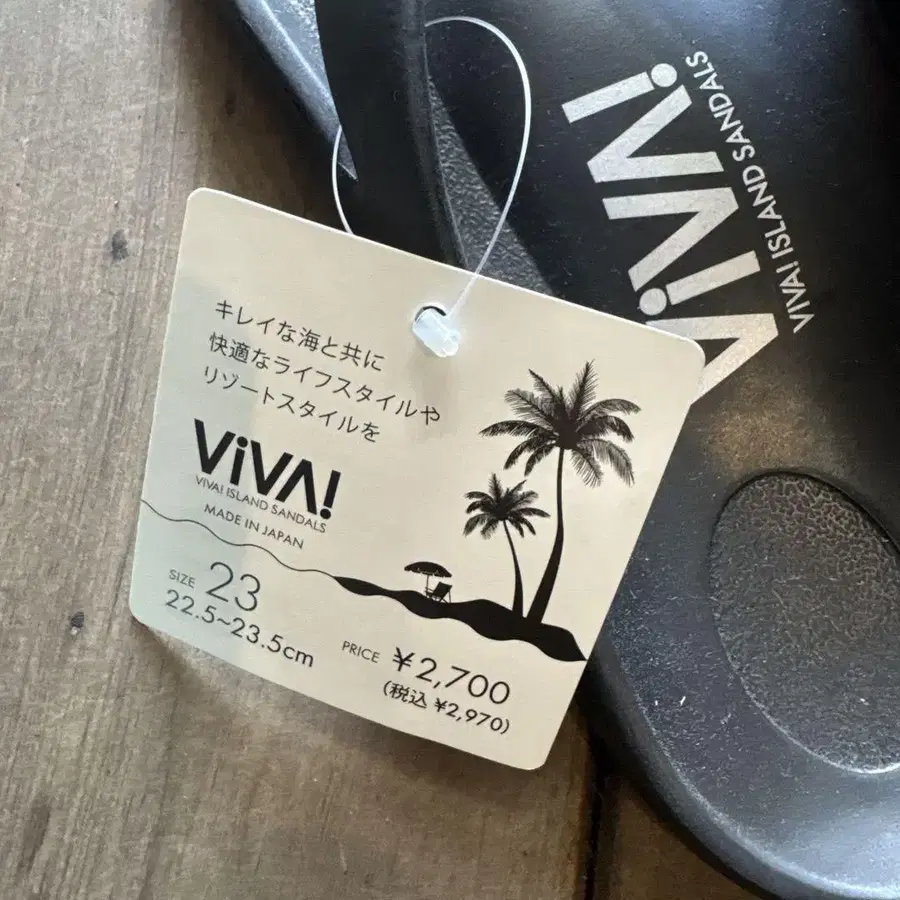 キレイな海と共に
快適なライフスタイルや
リゾートスタイルを
ViVA!
VIVA! ISLAND SANDALS
MADE IN JAPAN
SIZE 23
22.5~23.5cm
PRICE ¥2,700
(税込 ¥2,970)
ViVA
VIVA! ISLAND SANDALS